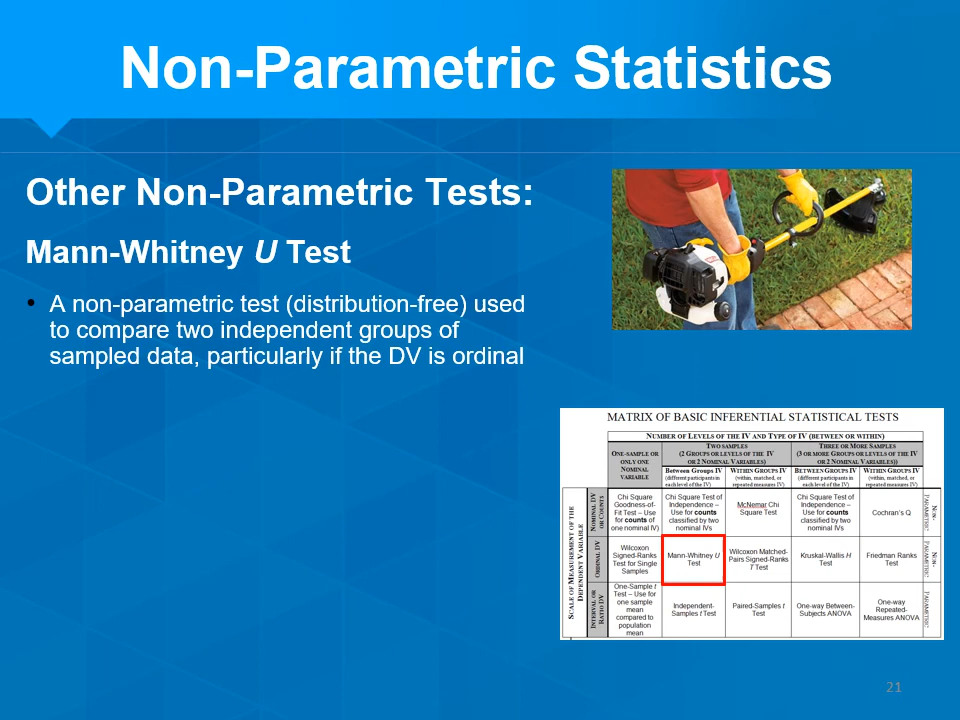 Non-Parametric Statistics
Other Non-Parametric Tests:
Mann-Whitney U Test
• A non-parametric test (distribution-free) used
to compare two independent groups of
sampled data, particularly if the DV is ordinal
MATRIX OF BASIC INFERENTIAL STATISTICAL TESTS
NUMBER OF LEVELS OF THE IV AND TYPE OF IV (BETWEEN OR WITHIN)
ONE-SAMPLE OR
ONLY ONE
NOMINAL
VARIABLE
TWO SAMPLES
(2 GROUPS OR LEVELS OF THE IV
OR 2 NOMINAL VARIABLES)
THREE OR MORE SAMPLES
(3 OR MORE GROUPS OR LEVELS OF THE IV
OR 2 NOMINAL VARIABLES))
Between Groups IV
(different participants in
each level of the IV)
WITHIN GROUPS IV
(within, matched, or
repeated measures IV)
BETWEEN GROUPS IV
(different participants in
each level of the IV)
WITHIN GROUPS IV
(within, matched, or
repeated measures IV)
SCALE OF MEASUREMENT OF THE
DEPENDENT VARIABLE
NOMINAL DV
OR COUNTS
Chi Square
Goodness-of-
Fit Test – Use
for counts of
one nominal IV)
Chi Square Test of
Independence –
Use for counts
classified by two
nominal IVs
McNemar Chi
Square Test
Chi Square Test of
Independence –
Use for counts
classified by two
nominal IVs
Cochran's Q
NON-
PARAMETRIC
ORDINAL DV
Wilcoxon
Signed-Ranks
Test for Single
Samples
Mann-Whitney U
Test
Wilcoxon Matched-
Pairs Signed-Ranks
T Test
Kruskal-Wallis H
Test
Friedman Ranks
Test
NON-
PARAMETRIC
INTERVAL OR
RATIO DV
One-Sample t
Test – Use for
one sample
mean
compared to
population
mean
Independent-
Samples t Test
Paired-Samples t
Test
One-way Between-
Subjects ANOVA
One-way
Repeated-
Measures ANOVA
PARAMETRIC
21